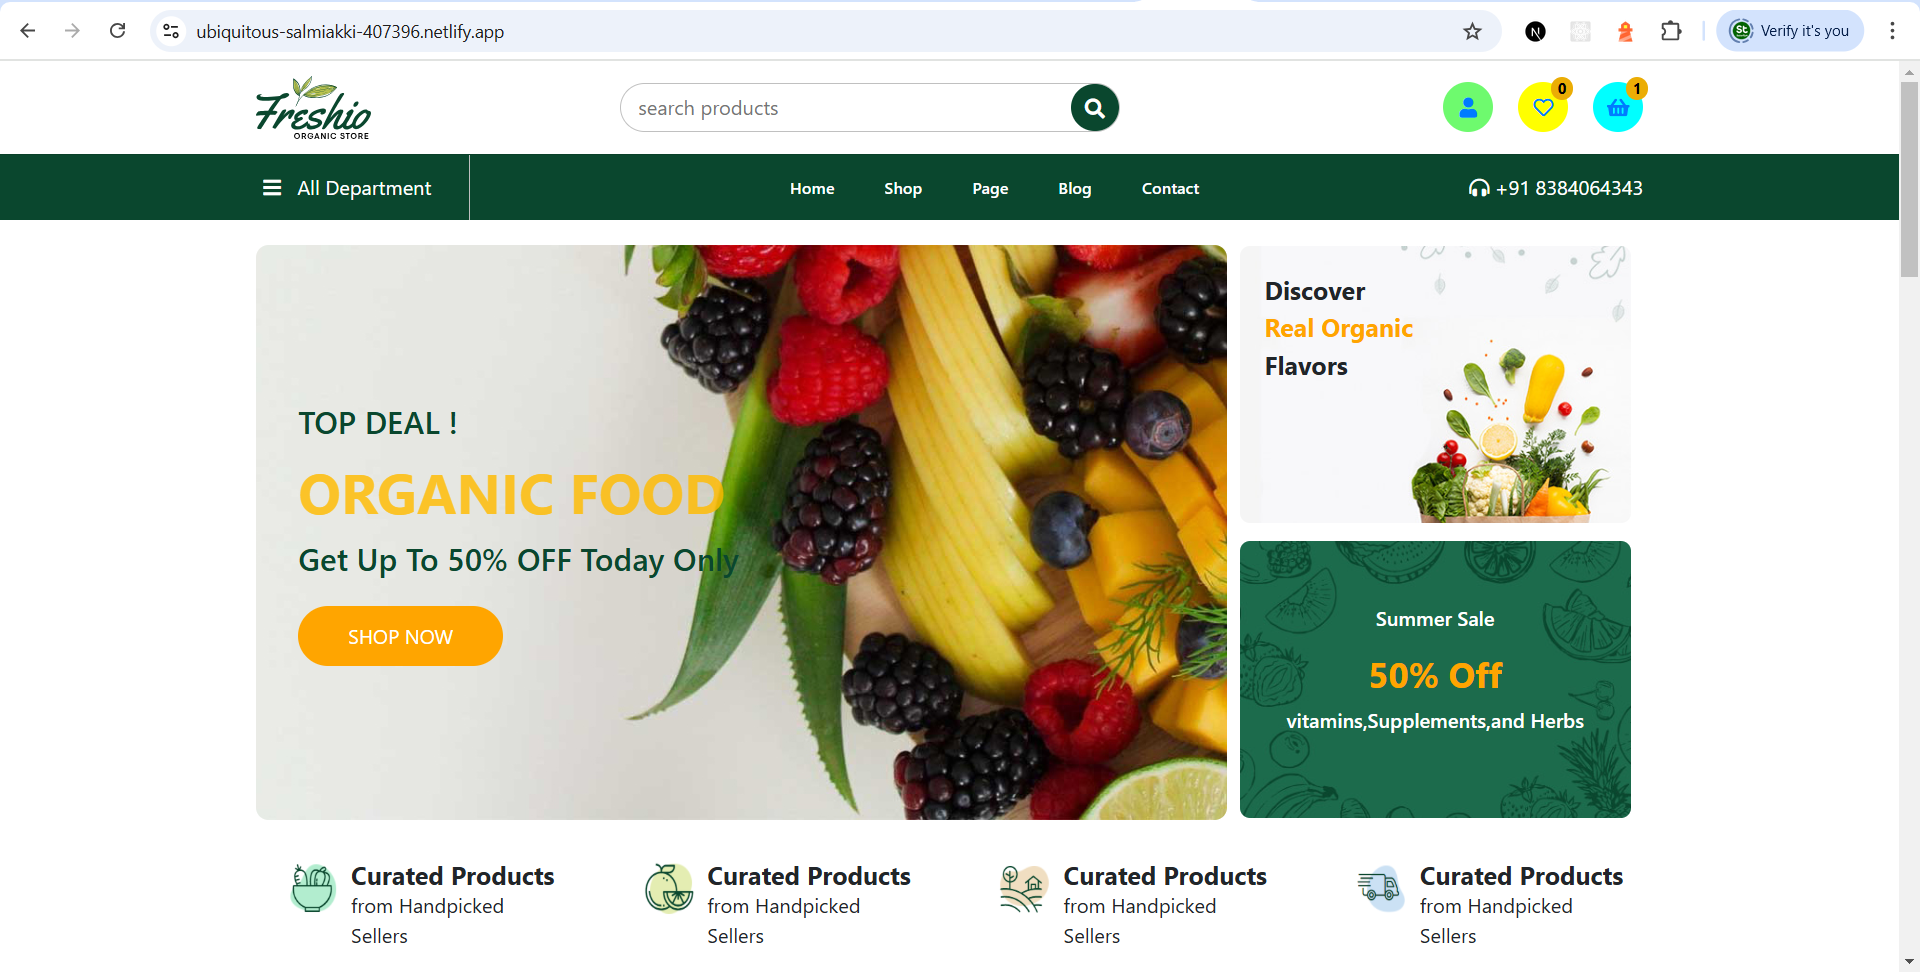 ubiquitous-salmiakki-407396.netlify.app
N
St
Verify it's you
Freshio
ORGANIC STORE
search products
0
1
All Department
Home
Shop
Page
Blog
Contact
+91 8384064343
TOP DEAL !
ORGANIC FOOD
Get Up To 50% OFF Today Only
SHOP NOW
Discover
Real Organic
Flavors
Summer Sale
50% Off
vitamins,Supplements,and Herbs
Curated Products
from Handpicked
Sellers
Curated Products
from Handpicked
Sellers
Curated Products
from Handpicked
Sellers
Curated Products
from Handpicked
Sellers